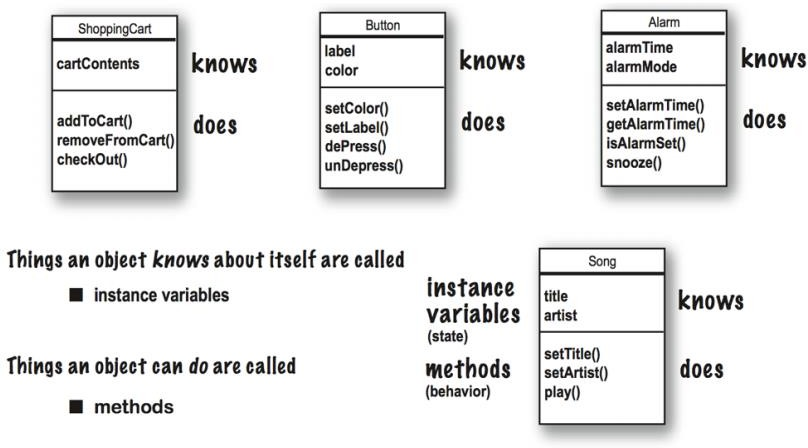 ShoppingCart
cartContents
knows
addToCart()
removeFromCart()
checkOut()
does
Button
label
color
knows
setColor()
setLabel()
dePress()
unDepress()
does
Alarm
alarmTime
alarmMode
knows
setAlarmTime()
getAlarmTime()
isAlarmSet()
snooze()
does
Things an object knows about itself are called
■ instance variables
Things an object can do are called
■ methods
instance
variables
(state)
methods
(behavior)
Song
title
artist
knows
setTitle()
setArtist()
play()
does